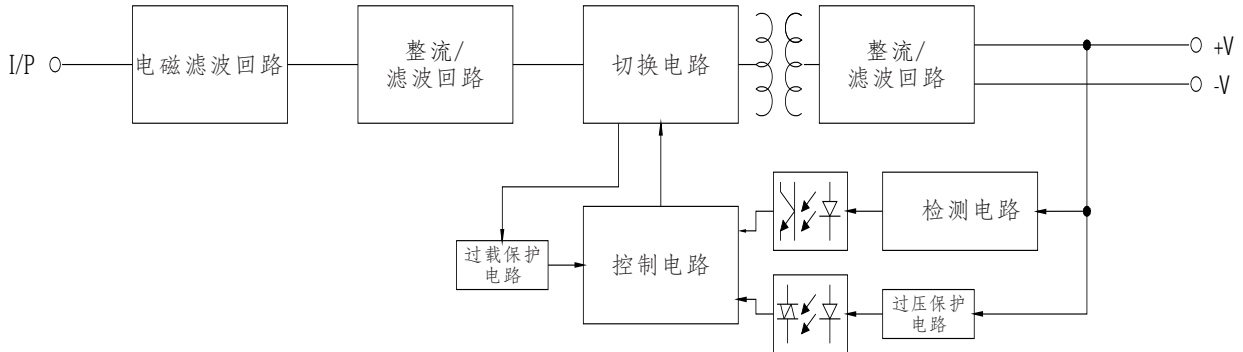 I/P
电磁滤波回路
整流/
滤波回路
切换电路
整流/
滤波回路
+V
-V
检测电路
过载保护
电路
控制电路
过压保护
电路